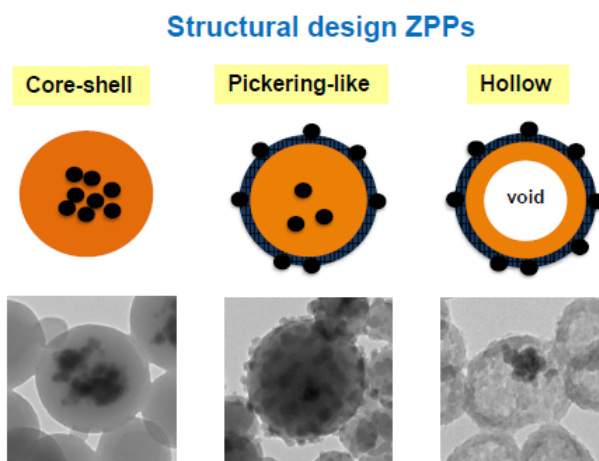 Structural design ZPPs
Core-shell
Pickering-like
Hollow
void